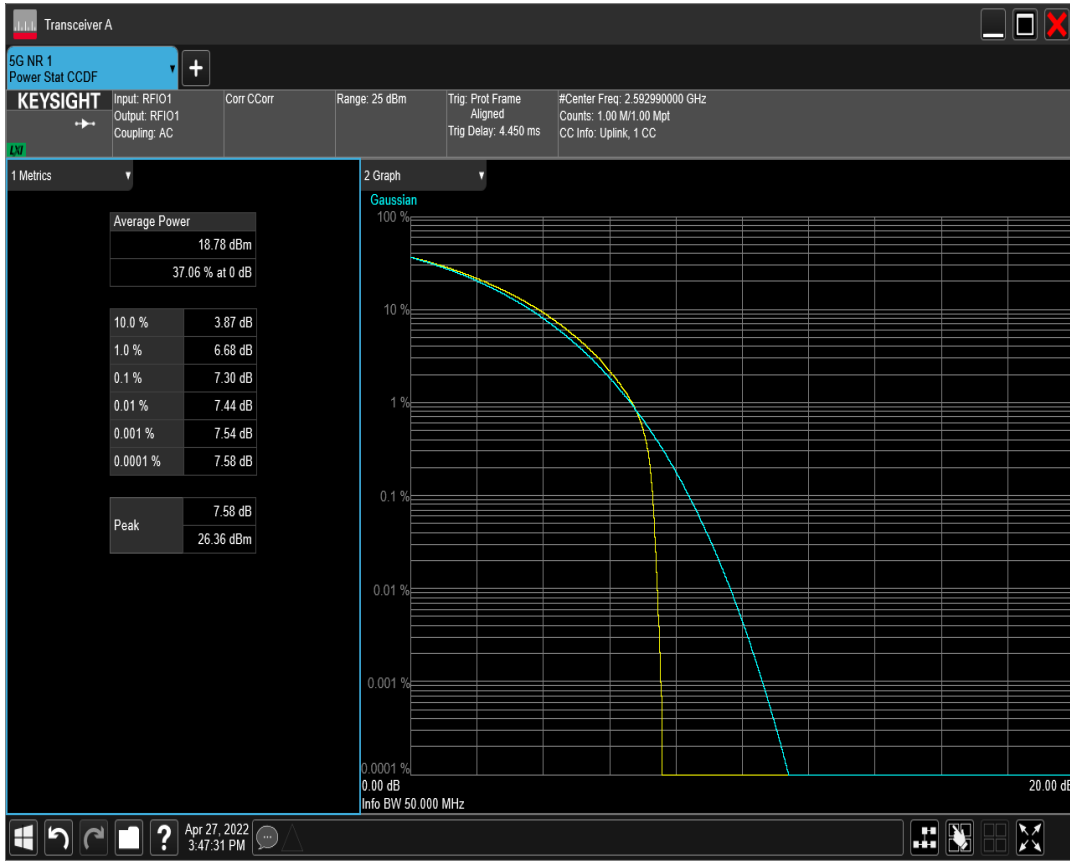 Transceiver A
5G NR 1
Power Stat CCDF
KEYSIGHT
LXI
Input: RFIO1
Output: RFIO1
Coupling: AC
Corr CCorr
Range: 25 dBm
Trig: Prot Frame
Aligned
Trig Delay: 4.450 ms
#Center Freq: 2.592990000 GHz
Counts: 1.00 M/1.00 Mpt
CC Info: Uplink, 1 CC
1 Metrics
Average Power
18.78 dBm
37.06 % at 0 dB
10.0 % 3.87 dB
1.0 % 6.68 dB
0.1 % 7.30 dB
0.01 % 7.44 dB
0.001 % 7.54 dB
0.0001 % 7.58 dB
Peak 7.58 dB
26.36 dBm
2 Graph
Gaussian
100 %
10 %
1 %
0.1 %
0.01 %
0.001 %
0.0001 %
0.00 dB 20.00 dB
Info BW 50.000 MHz
?
Apr 27, 2022
3:47:31 PM